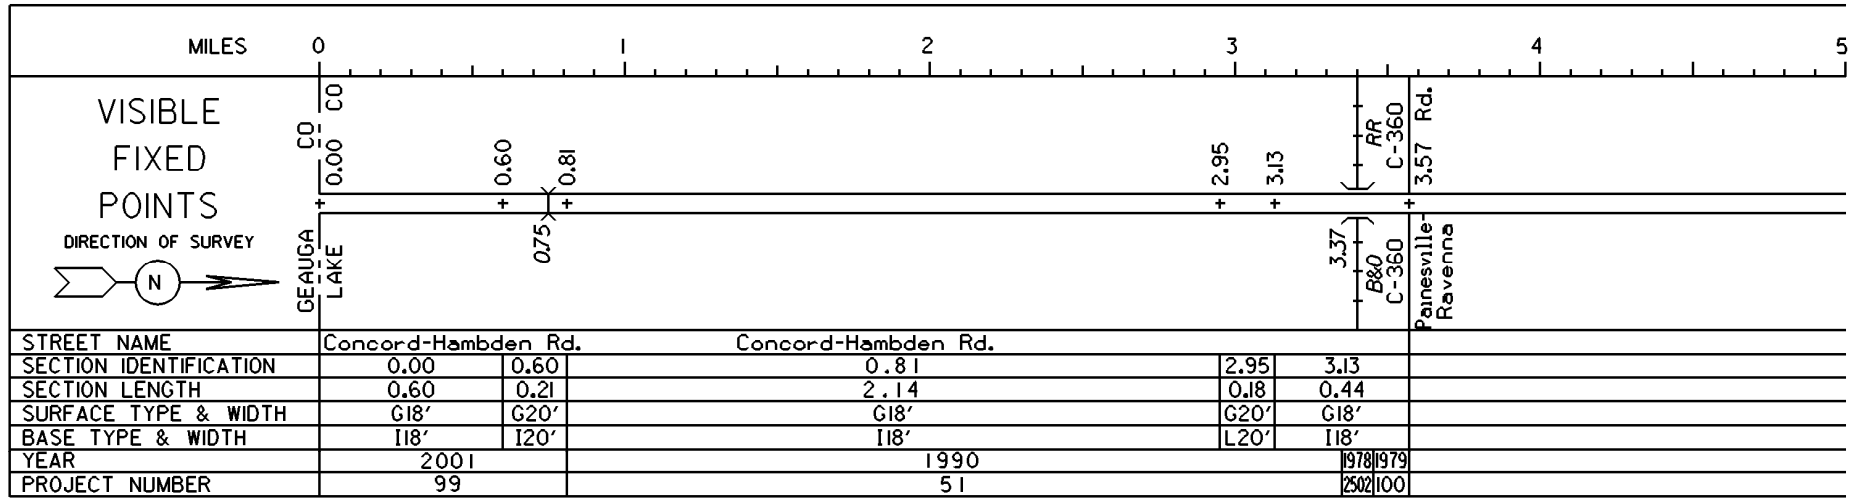 MILES 0 1 2 3 4 5
VISIBLE
FIXED
POINTS
DIRECTION OF SURVEY
N
CO CO
0.00
0.60
0.81
2.95
3.13
RR
C-360
3.57 Rd.
GEAUGA
LAKE
0.75
3.37
B&O
C-360
Painesville-
Ravenna
STREET NAME Concord-Hambden Rd. Concord-Hambden Rd.
SECTION IDENTIFICATION 0.00 0.60 0.81 2.95 3.13
SECTION LENGTH 0.60 0.21 2.14 0.18 0.44
SURFACE TYPE & WIDTH G18′ G20′ G18′ G20′ G18′
BASE TYPE & WIDTH I18′ I20′ I18′ L20′ I18′
YEAR 2001 1990 1978 1979
PROJECT NUMBER 99 51 2502 100